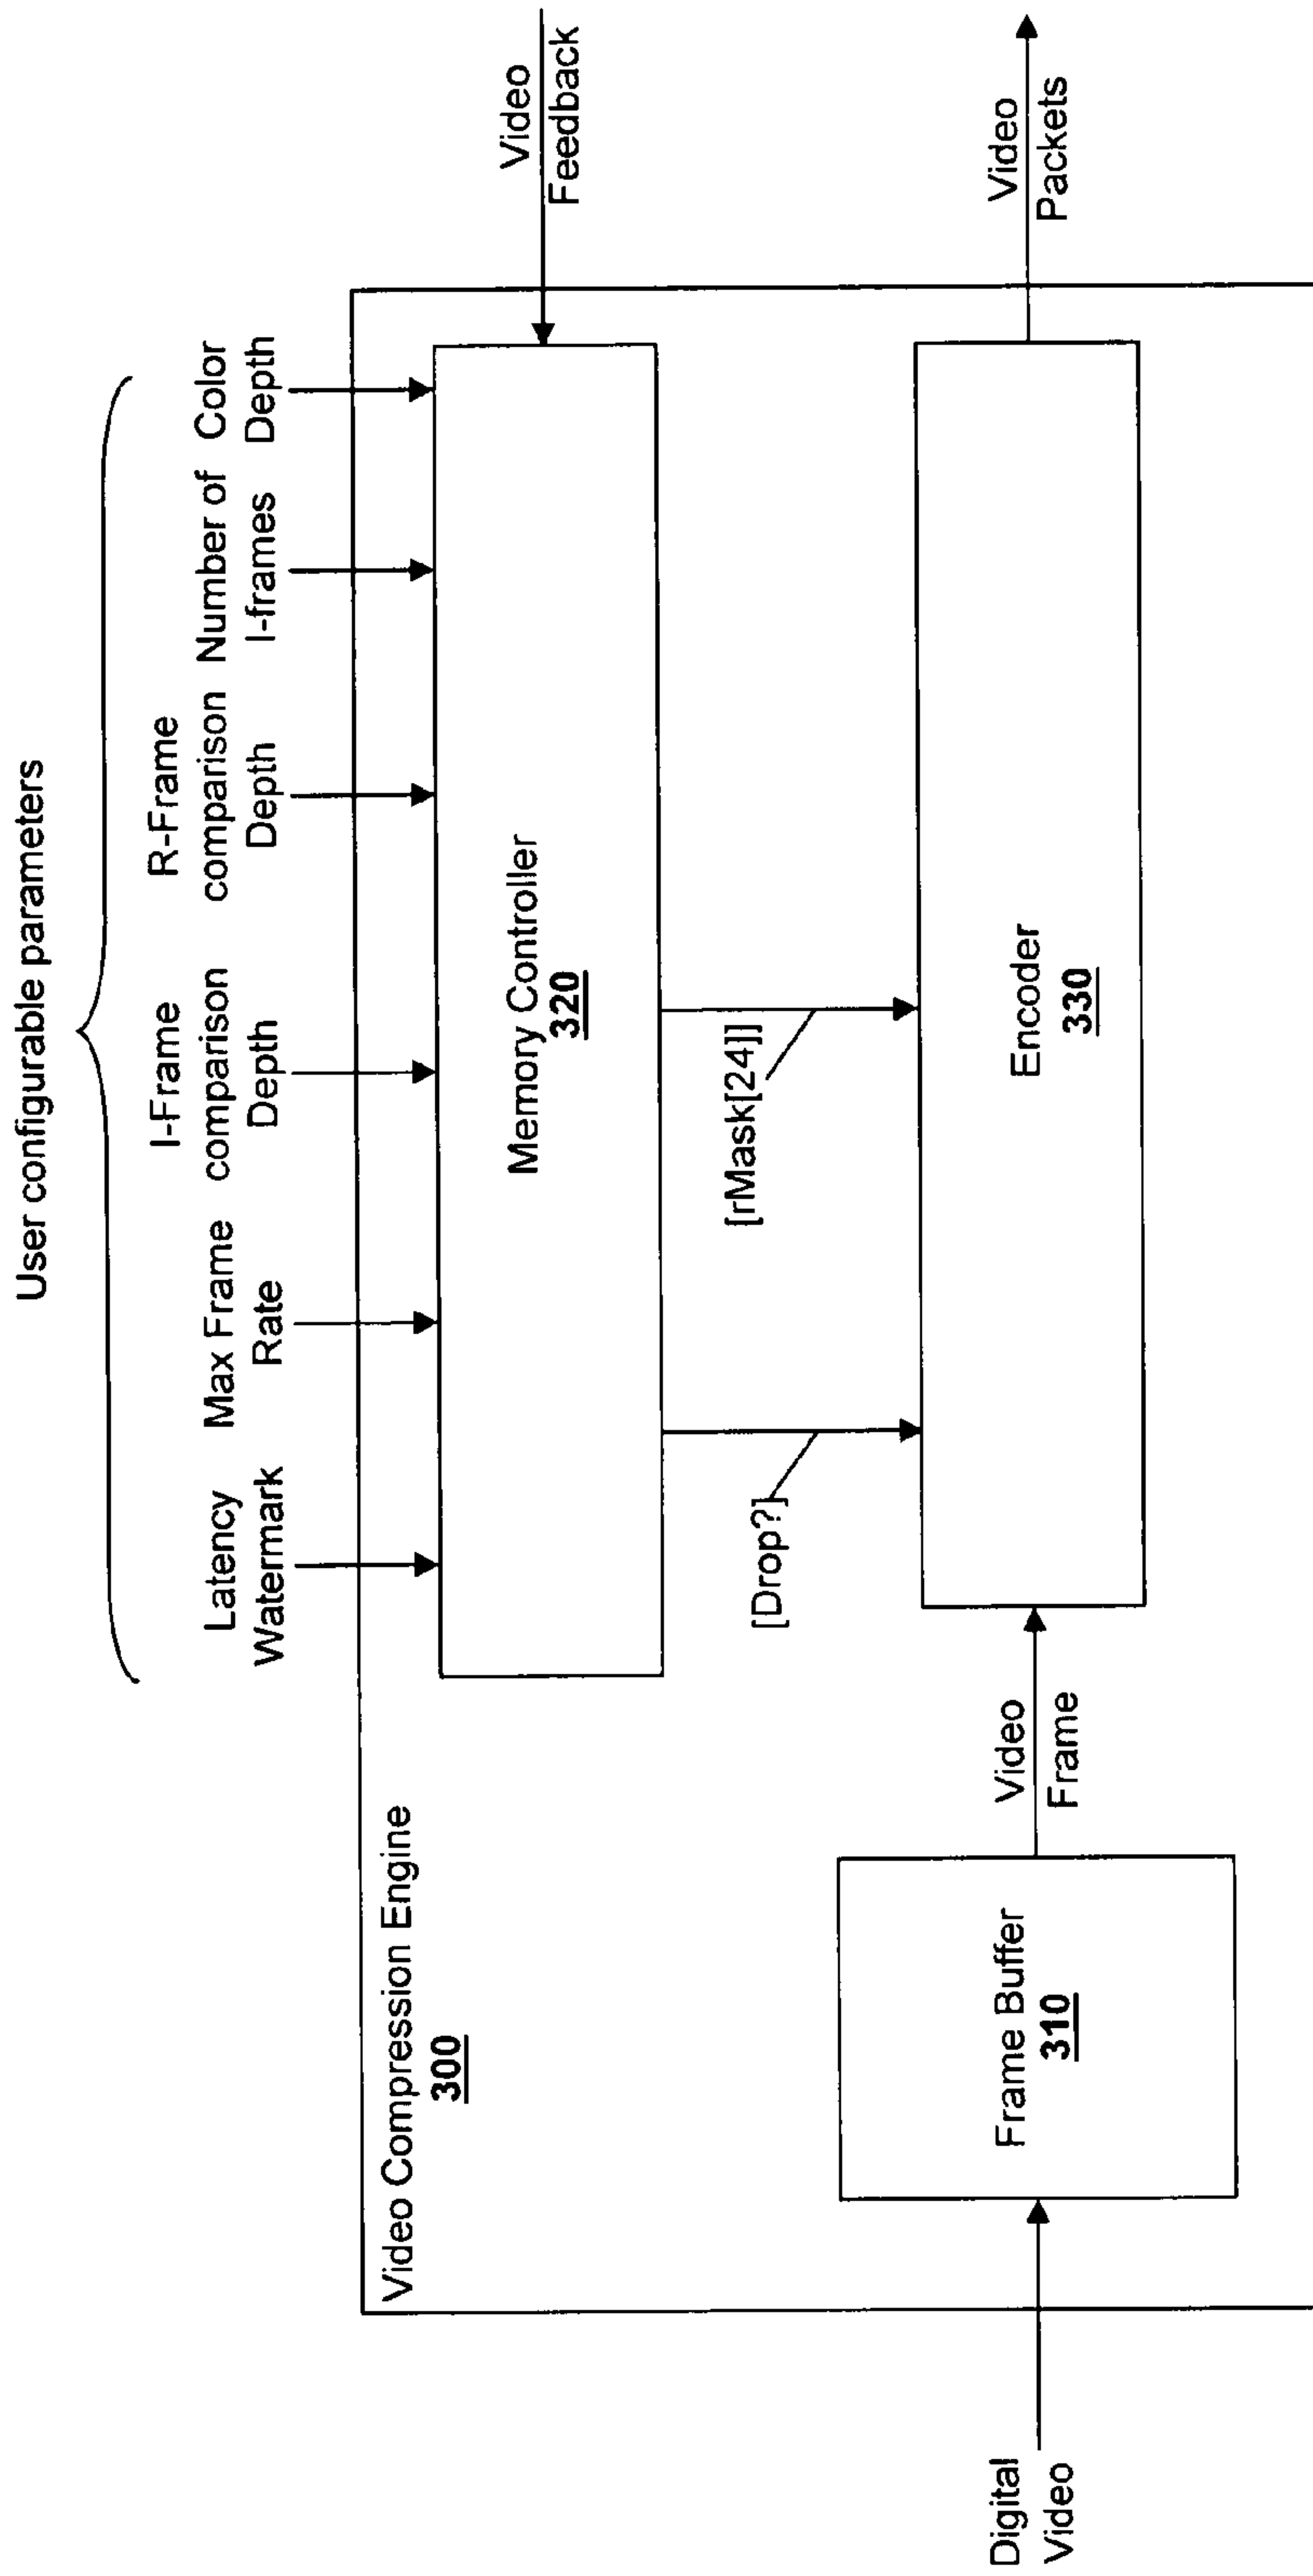 User configurable parameters
Latency
Watermark
Max Frame
Rate
I-Frame
comparison
Depth
R-Frame
comparison
Depth
Number of
I-frames
Color
Depth
Video Compression Engine
300
Memory Controller
320
Video
Feedback
[Drop?]
[rMask[24]]
Digital
Video
Frame Buffer
310
Video
Frame
Encoder
330
Video
Packets